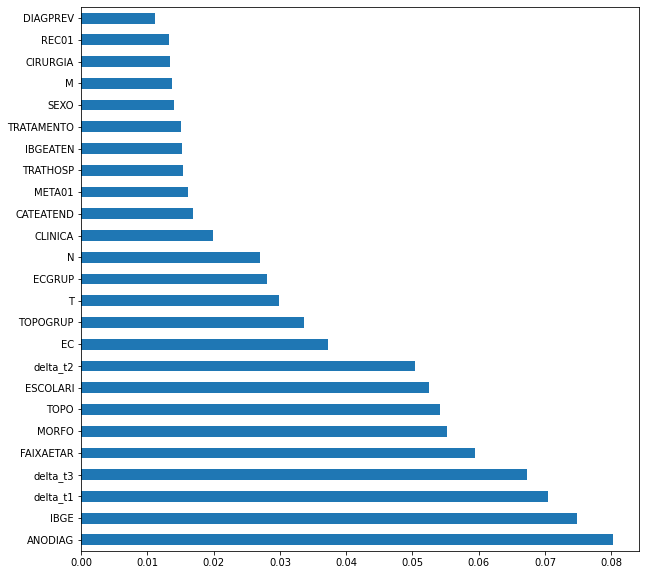 DIAGPREV
REC01
CIRURGIA
M
SEXO
TRATAMENTO
IBGEATEN
TRATHOSP
META01
CATEATEND
CLINICA
N
ECGRUP
T
TOPOGRUP
EC
delta_t2
ESCOLARI
TOPO
MORFO
FAIXAETAR
delta_t3
delta_t1
IBGE
ANODIAG
0.00 0.01 0.02 0.03 0.04 0.05 0.06 0.07 0.08